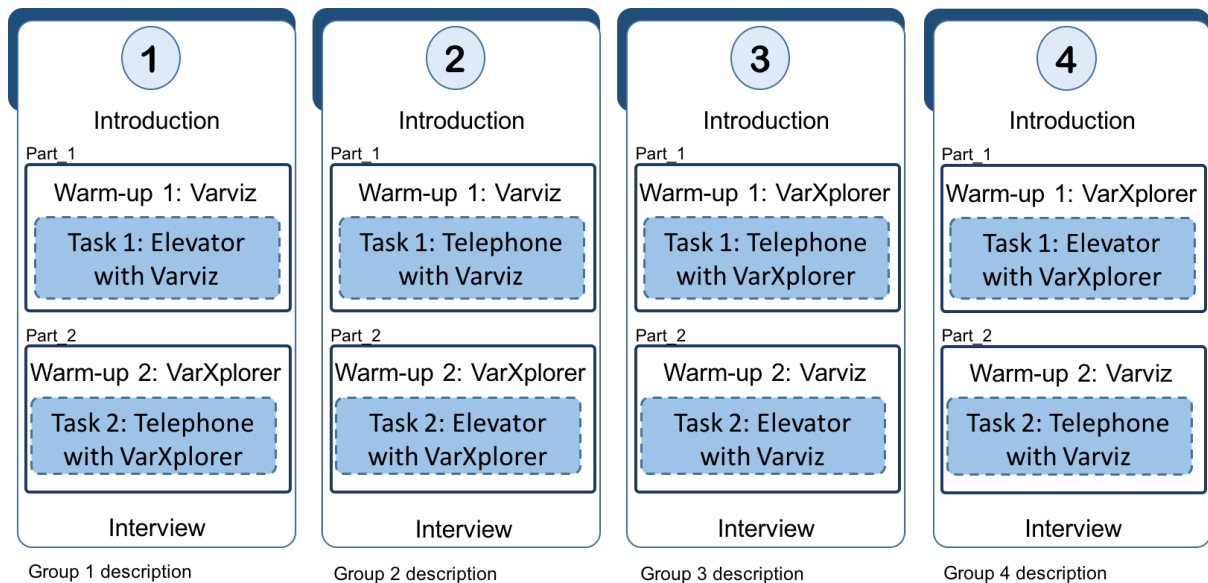 1
Introduction
Part_1
Warm-up 1: Varviz
Task 1: Elevator
with Varviz
Part_2
Warm-up 2: VarXplorer
Task 2: Telephone
with VarXplorer
Interview
Group 1 description
2
Introduction
Part_1
Warm-up 1: Varviz
Task 1: Telephone
with Varviz
Part_2
Warm-up 2: VarXplorer
Task 2: Elevator
with VarXplorer
Interview
Group 2 description
3
Introduction
Part_1
Warm-up 1: VarXplorer
Task 1: Telephone
with VarXplorer
Part_2
Warm-up 2: Varviz
Task 2: Elevator
with Varviz
Interview
Group 3 description
4
Introduction
Part_1
Warm-up 1: VarXplorer
Task 1: Elevator
with VarXplorer
Part_2
Warm-up 2: Varviz
Task 2: Telephone
with Varviz
Interview
Group 4 description